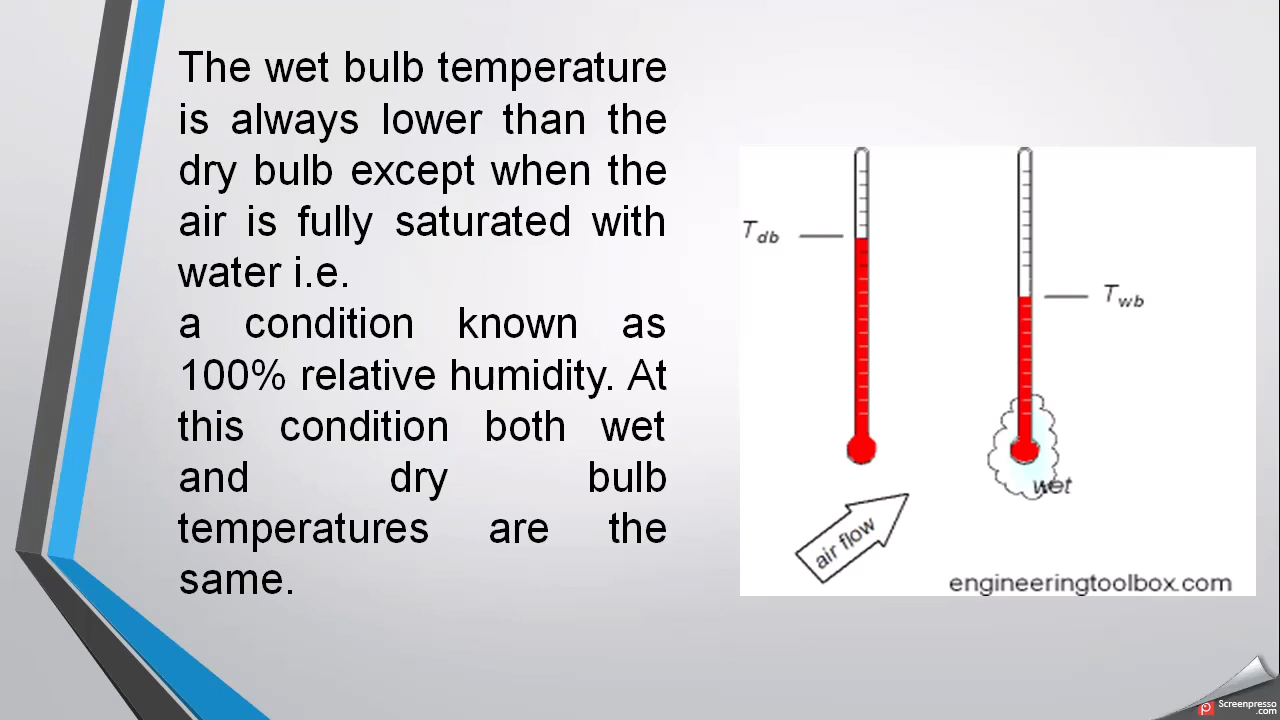 The wet bulb temperature
is always lower than the
dry bulb except when the
air is fully saturated with
water i.e.
a condition known as
100% relative humidity. At
this condition both wet
and dry bulb
temperatures are the
same.
T db
T wb
wet
air flow
engineeringtoolbox.com
Screenpresso
.com